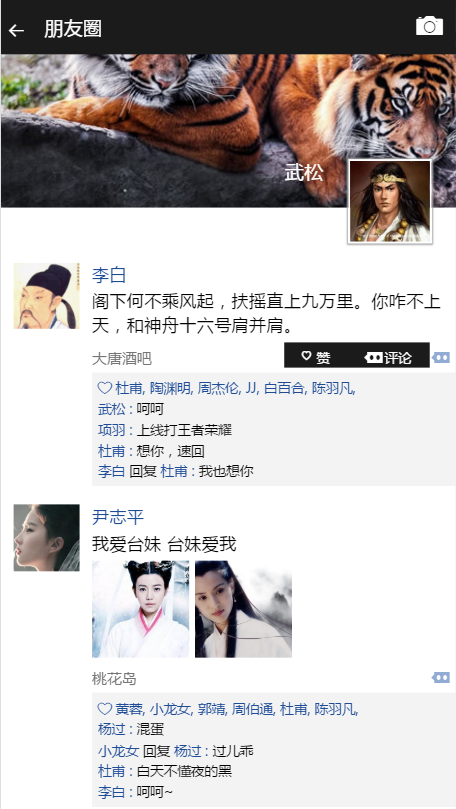 朋友圈
武松
李白
阁下何不乘风起，扶摇直上九万里。你咋不上
天，和神舟十六号肩并肩。
大唐酒吧 赞 评论
杜甫, 陶渊明, 周杰伦, JJ, 白百合, 陈羽凡,
武松 : 呵呵
项羽 : 上线打王者荣耀
杜甫 : 想你，速回
李白 回复 杜甫 : 我也想你
尹志平
我爱台妹 台妹爱我
桃花岛
黄蓉, 小龙女, 郭靖, 周伯通, 杜甫, 陈羽凡,
杨过 : 混蛋
小龙女 回复 杨过 : 过儿乖
杜甫 : 白天不懂夜的黑
李白 : 呵呵~